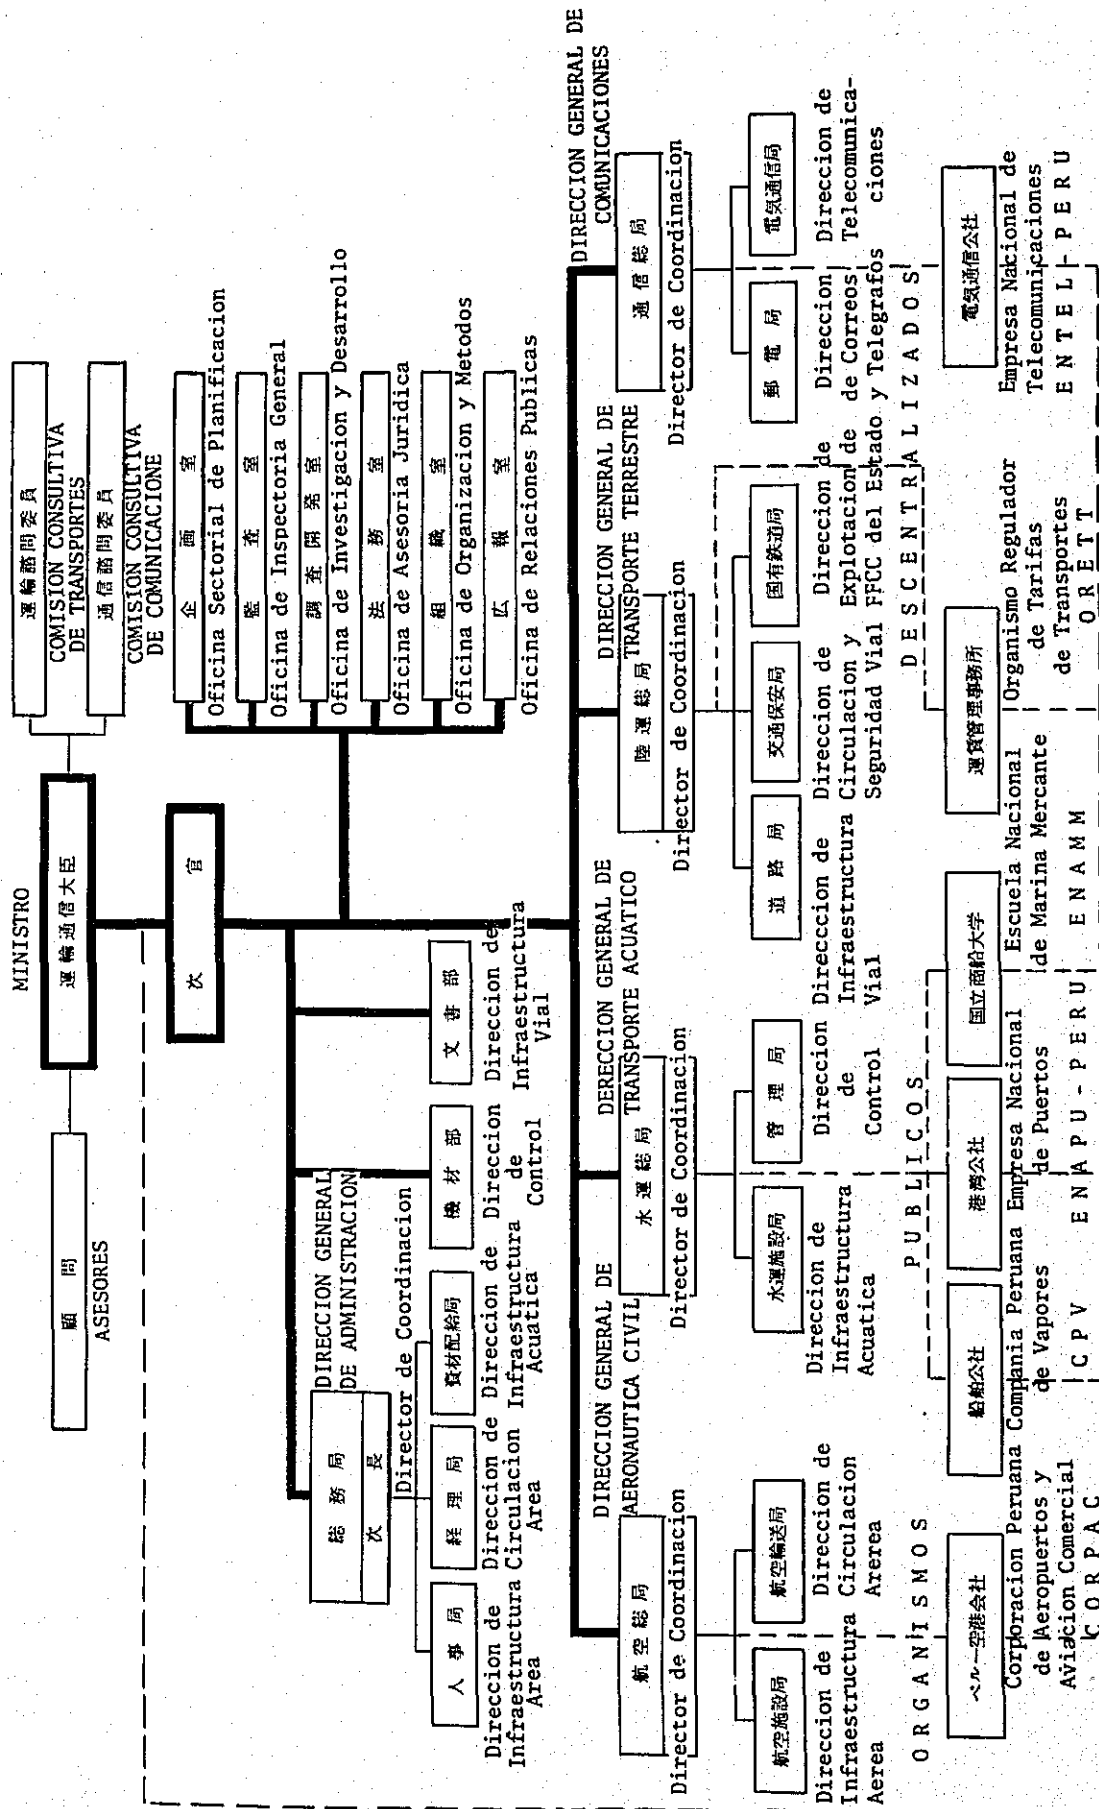 MINISTRO
運輸通信大臣
顧問
ASESORES
運輸諮問委員
COMISION CONSULTIVA
DE TRANSPORTES
通信諮問委員
COMISION CONSULTIVA
DE COMUNICACIONE
次官
企画室
Oficina Sectorial de Planificacion
監査室
Oficina de Inspectoria General
調査開発室
Oficina de Investigacion y Desarrollo
法務室
Oficina de Asesoria Juridica
組織室
Oficina de Organizacion y Metodos
広報室
Oficina de Relaciones Publicas
DIRECCION GENERAL
DE ADMINISTRACION
総務局
次長
Director de Coordinacion
人事局
Direccion de
Infraestructura
Area
経理局
Direccion de
Circulacion
Area
資材配給局
Direccion de
Infraestructura
Acuatica
機材部
Direccion
de
Control
文書部
Direccion de
Infraestructura
Vial
DIRECCION GENERAL DE
AERONAUTICA CIVIL
航空総局
Director de Coordinacion
航空施設局
Direccion de
Infraestructura
Aerea
航空輸送局
Direccion de
Circulacion
Arerea
DERECCION GENERAL DE
TRANSPORTE ACUATICO
水運総局
Director de Coordinacion
水運施設局
Direccion de
Infraestructura
Acuatica
管理局
Direccion
de
Control
DIRECCION GENERAL DE
TRANSPORTE TERRESTRE
陸運総局
Director de Coordinacion
道路局
Direccion de
Infraestructura
Vial
交通保安局
Direccion de
Circulacion y
Seguridad Vial
国有鉄道局
Direccion de
Explotacion de
FFCC del Estado
DIRECCION GENERAL DE
COMUNICACIONES
通信総局
Director de Coordinacion
郵電局
Direccion
de Correos
y Telegrafos
電気通信局
Direccion de
Telecomunica-
ciones
ORGANISMOS PUBLICOS DESCENTRALIZADOS
ペルー空港会社
Corporacion Peruana
de Aeropuertos y
Aviacion Comercial
CORPAC
船舶公社
Compania Peruana
de Vapores
CPV
港湾公社
Empresa Nacional
de Puertos
ENAPU-PERU
国立商船大学
Escuela Nacional
de Marina Mercante
ENAMM
運賃管理事務所
Organismo Regulador
de Tarifas
de Transportes
ORETT
電気通信公社
Empresa Nacional de
Telecomunicaciones
ENTEL-PERU